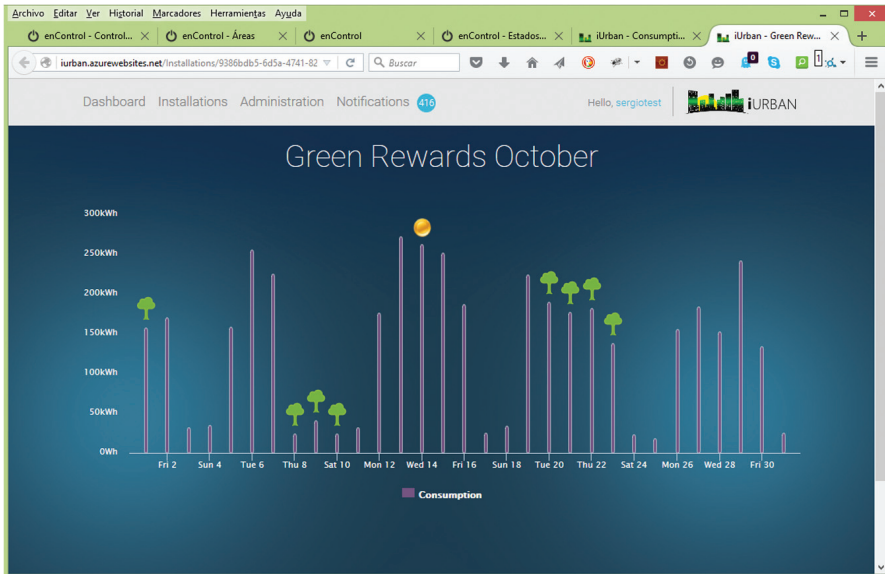 Archivo Editar Ver Historial Marcadores Herramientas Ayuda
enControl - Control... enControl - Áreas enControl enControl - Estados... iUrban - Consumpti... iUrban - Green Rew...
iurban.azurewebsites.net/Installations/9386bdb5-6d5a-4741-82 Buscar 0 1
Dashboard Installations Administration Notifications 416 Hello, sergiotest iURBAN
Green Rewards October
300kWh
250kWh
200kWh
150kWh
100kWh
50kWh
0Wh
Fri 2 Sun 4 Tue 6 Thu 8 Sat 10 Mon 12 Wed 14 Fri 16 Sun 18 Tue 20 Thu 22 Sat 24 Mon 26 Wed 28 Fri 30
Consumption